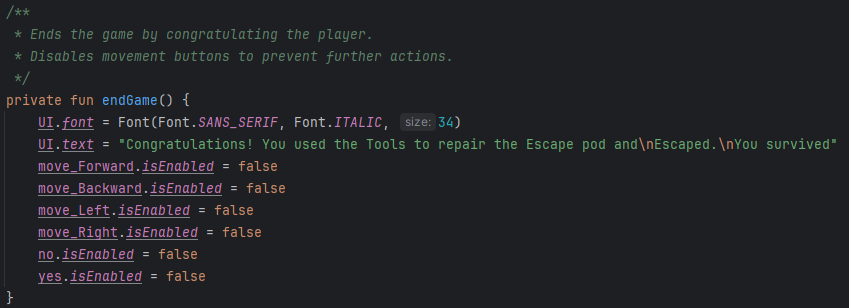 /**
 * Ends the game by congratulating the player.
 * Disables movement buttons to prevent further actions.
 */
private fun endGame() {
    UI.font = Font(Font.SANS_SERIF, Font.ITALIC, size: 34)
    UI.text = "Congratulations! You used the Tools to repair the Escape pod and\nEscaped.\nYou survived"
    move_Forward.isEnabled = false
    move_Backward.isEnabled = false
    move_Left.isEnabled = false
    move_Right.isEnabled = false
    no.isEnabled = false
    yes.isEnabled = false
}